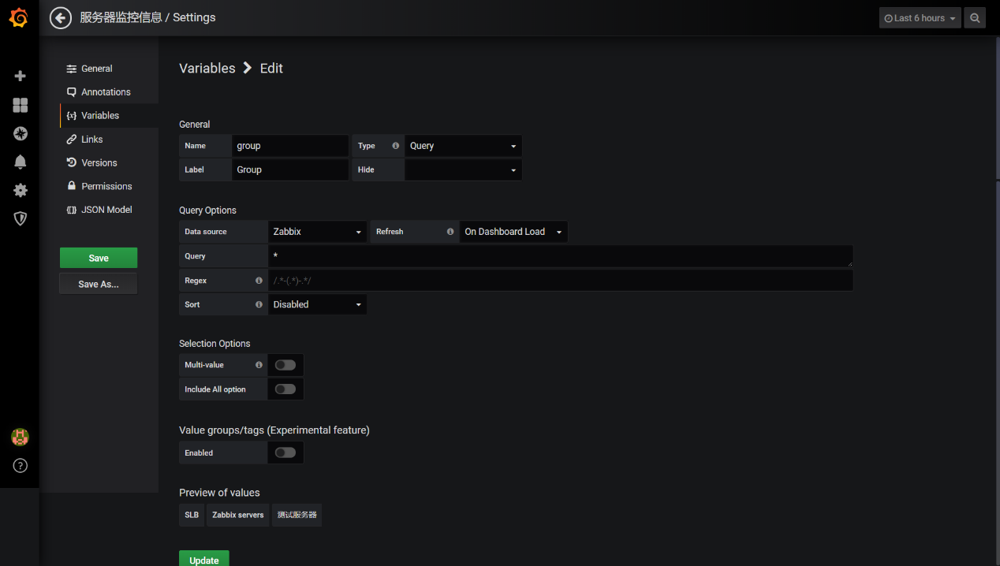 服务器监控信息 / Settings
Last 6 hours
General
Annotations
Variables
Links
Versions
Permissions
JSON Model
Save
Save As...
Variables > Edit
General
Name group Type Query
Label Group Hide
Query Options
Data source Zabbix Refresh On Dashboard Load
Query *
Regex /.*-(.*)-.*/
Sort Disabled
Selection Options
Multi-value
Include All option
Value groups/tags (Experimental feature)
Enabled
Preview of values
SLB Zabbix servers 测试服务器
Update